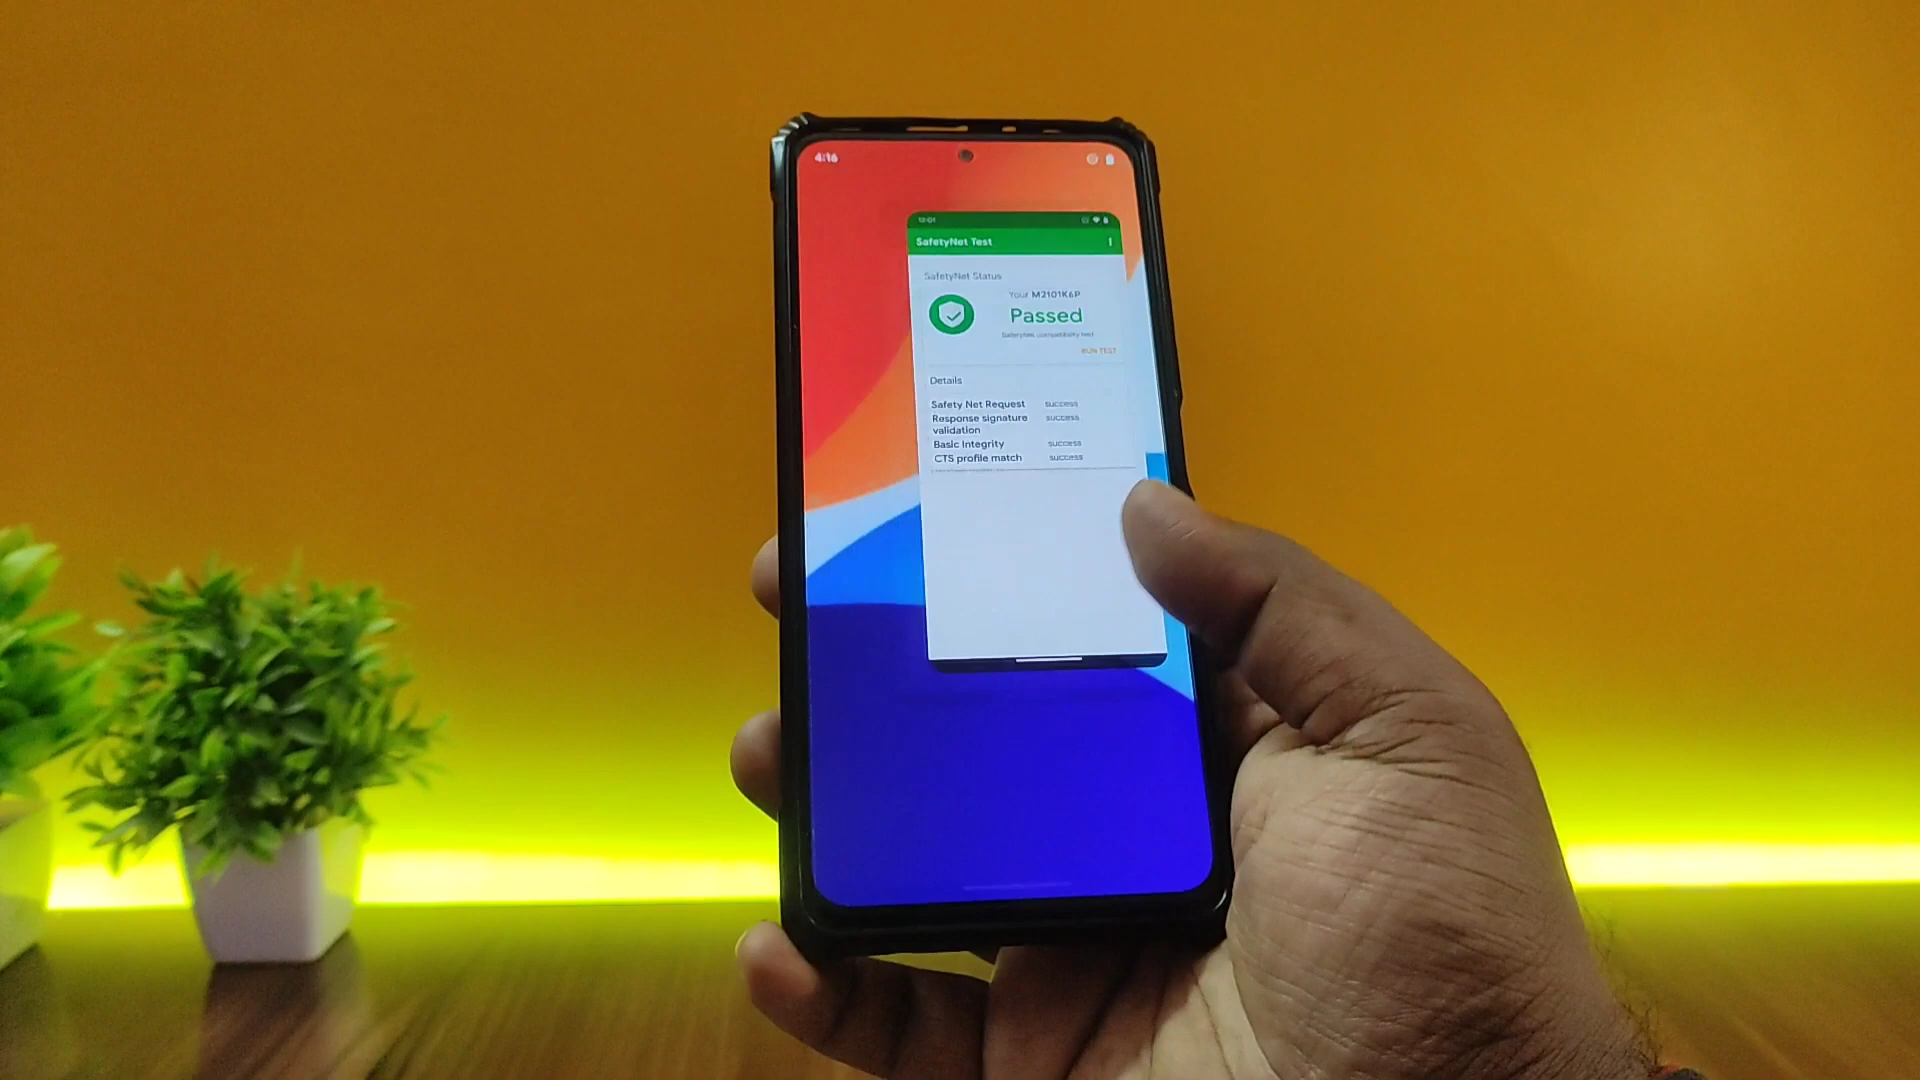 4:16
12:01
SafetyNet Test
SafetyNet Status
Your M2101K6P
Passed
SafetyNet compatibility test
RUN TEST
Details
Safety Net Request success
Response signature success
validation
Basic Integrity success
CTS profile match success